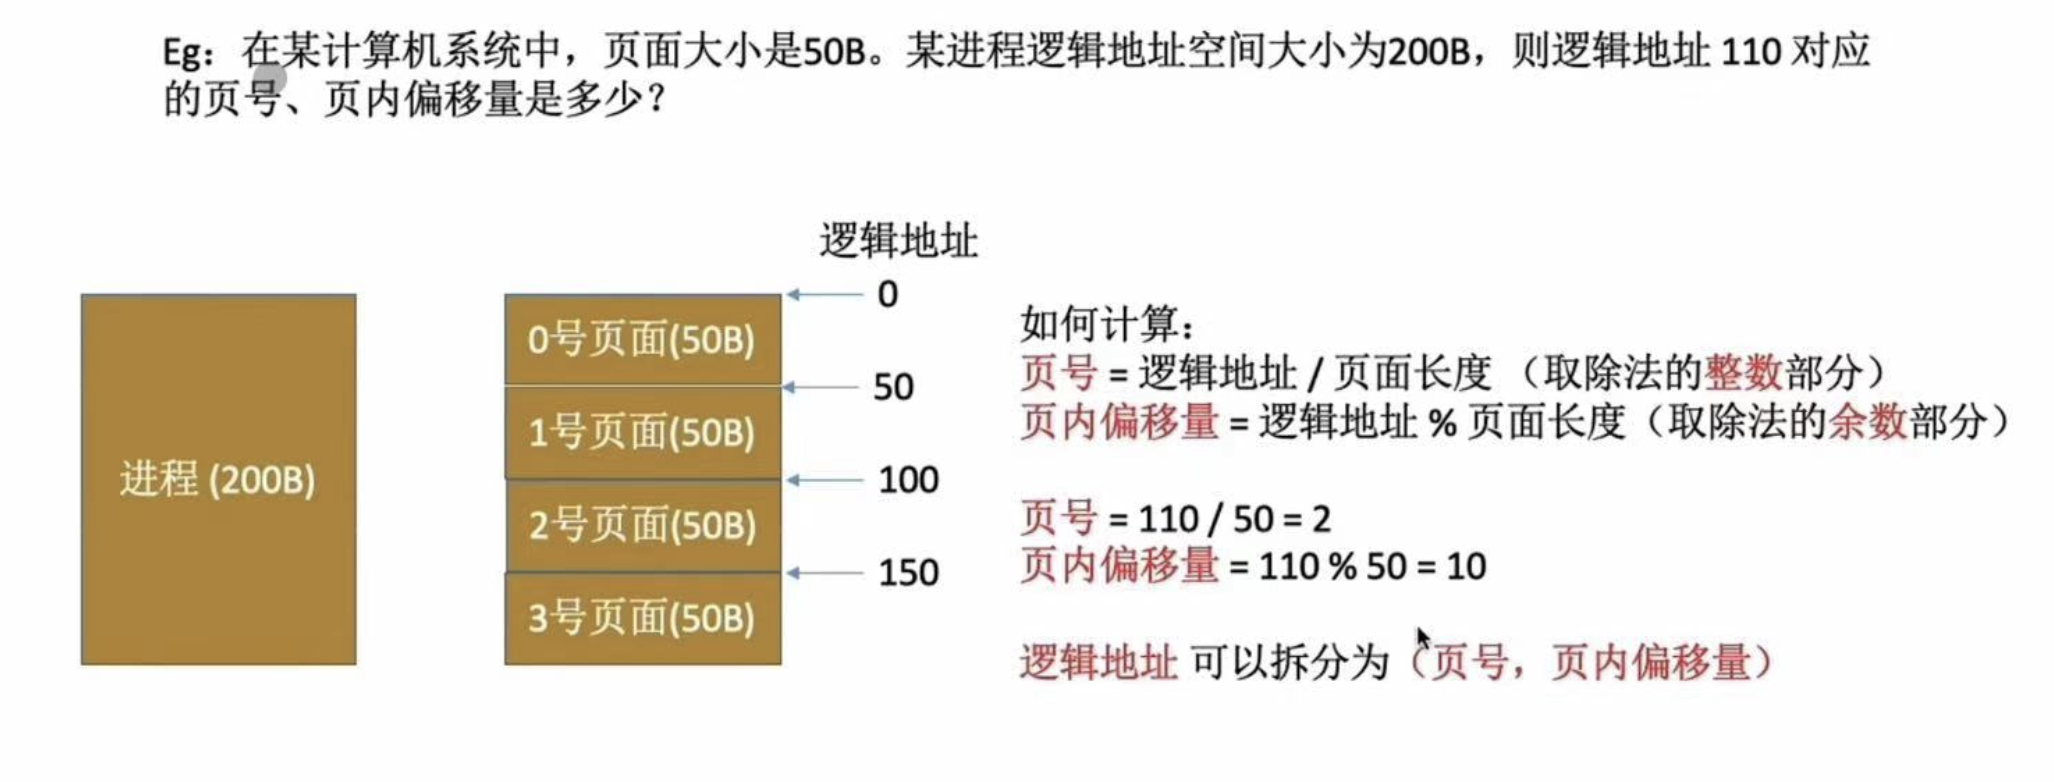 Eg：在某计算机系统中，页面大小是50B。某进程逻辑地址空间大小为200B，则逻辑地址 110 对应
的页号、页内偏移量是多少？
逻辑地址
进程 (200B)
0号页面(50B)
1号页面(50B)
2号页面(50B)
3号页面(50B)
0
50
100
150
如何计算：
页号 = 逻辑地址 / 页面长度 （取除法的整数部分）
页内偏移量 = 逻辑地址 % 页面长度（取除法的余数部分）
页号 = 110 / 50 = 2
页内偏移量 = 110 % 50 = 10
逻辑地址 可以拆分为（页号，页内偏移量）